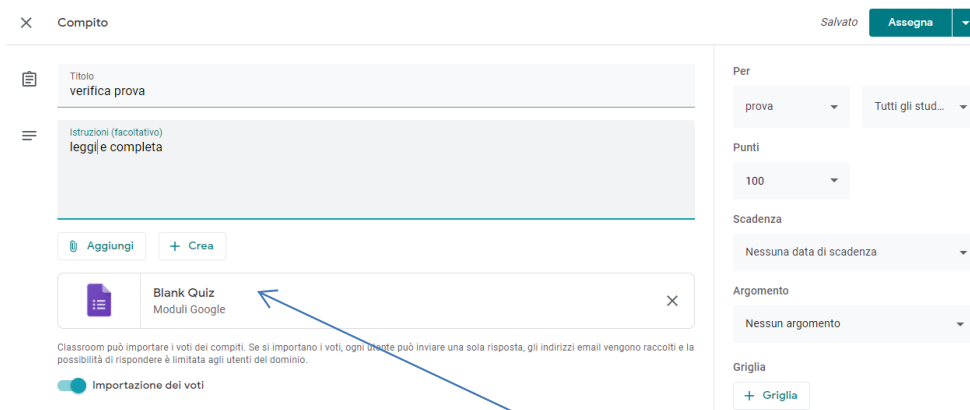 Compito
Salvato
Assegna
Titolo
verifica prova
Istruzioni (facoltativo)
leggi e completa
Aggiungi
Crea
Blank Quiz
Moduli Google
Classroom può importare i voti dei compiti. Se si importano i voti, ogni utente può inviare una sola risposta, gli indirizzi email vengono raccolti e la
possibilità di rispondere è limitata agli utenti del dominio.
Importazione dei voti
Per
prova
Tutti gli stud...
Punti
100
Scadenza
Nessuna data di scadenza
Argomento
Nessun argomento
Griglia
+ Griglia